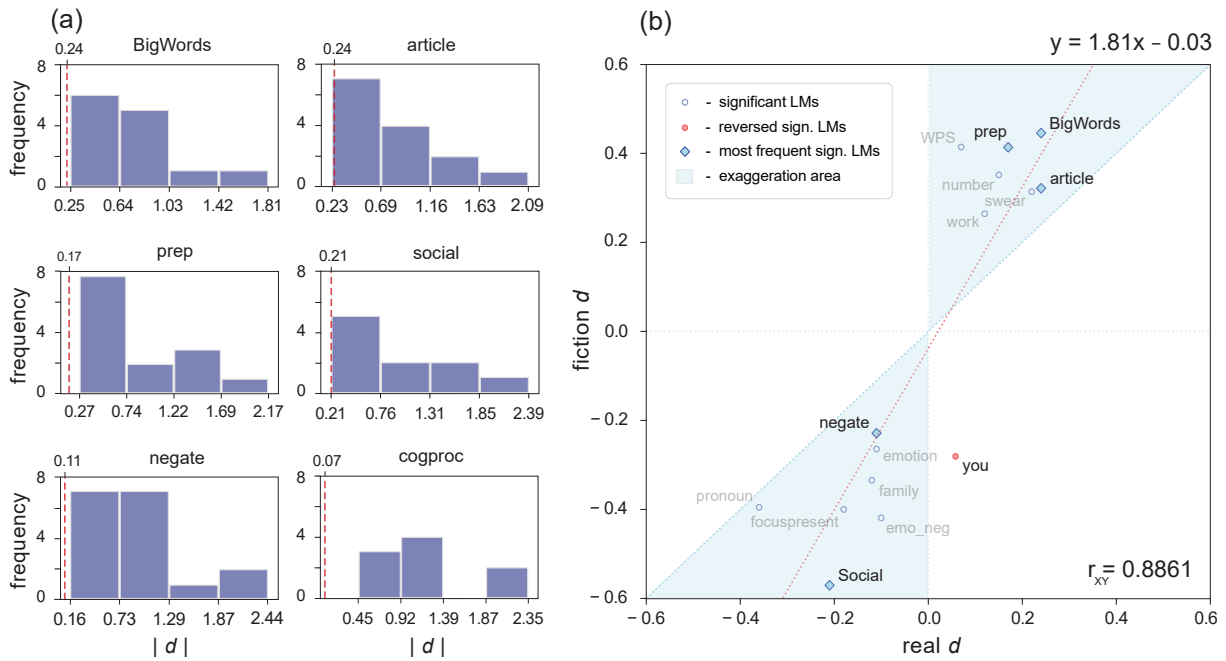 (a)
BigWords
0.24
frequency
8
4
0
0.25 0.64 1.03 1.42 1.81
article
0.24
8
4
0
0.23 0.69 1.16 1.63 2.09
prep
0.17
frequency
8
4
0
0.27 0.74 1.22 1.69 2.17
social
0.21
8
4
0
0.21 0.76 1.31 1.85 2.39
negate
0.11
frequency
8
4
0
0.16 0.73 1.29 1.87 2.44
| d |
cogproc
0.07
8
4
0
0.45 0.92 1.39 1.87 2.35
| d |
(b)
y = 1.81x – 0.03
- significant LMs
- reversed sign. LMs
- most frequent sign. LMs
- exaggeration area
WPS
prep
BigWords
number
article
swear
work
negate
emotion
you
family
pronoun
focuspresent
emo_neg
Social
r_XY = 0.8861
fiction d
0.6
0.4
0.2
0.0
– 0.2
– 0.4
– 0.6
– 0.6 – 0.4 – 0.2 0.0 0.2 0.4 0.6
real d